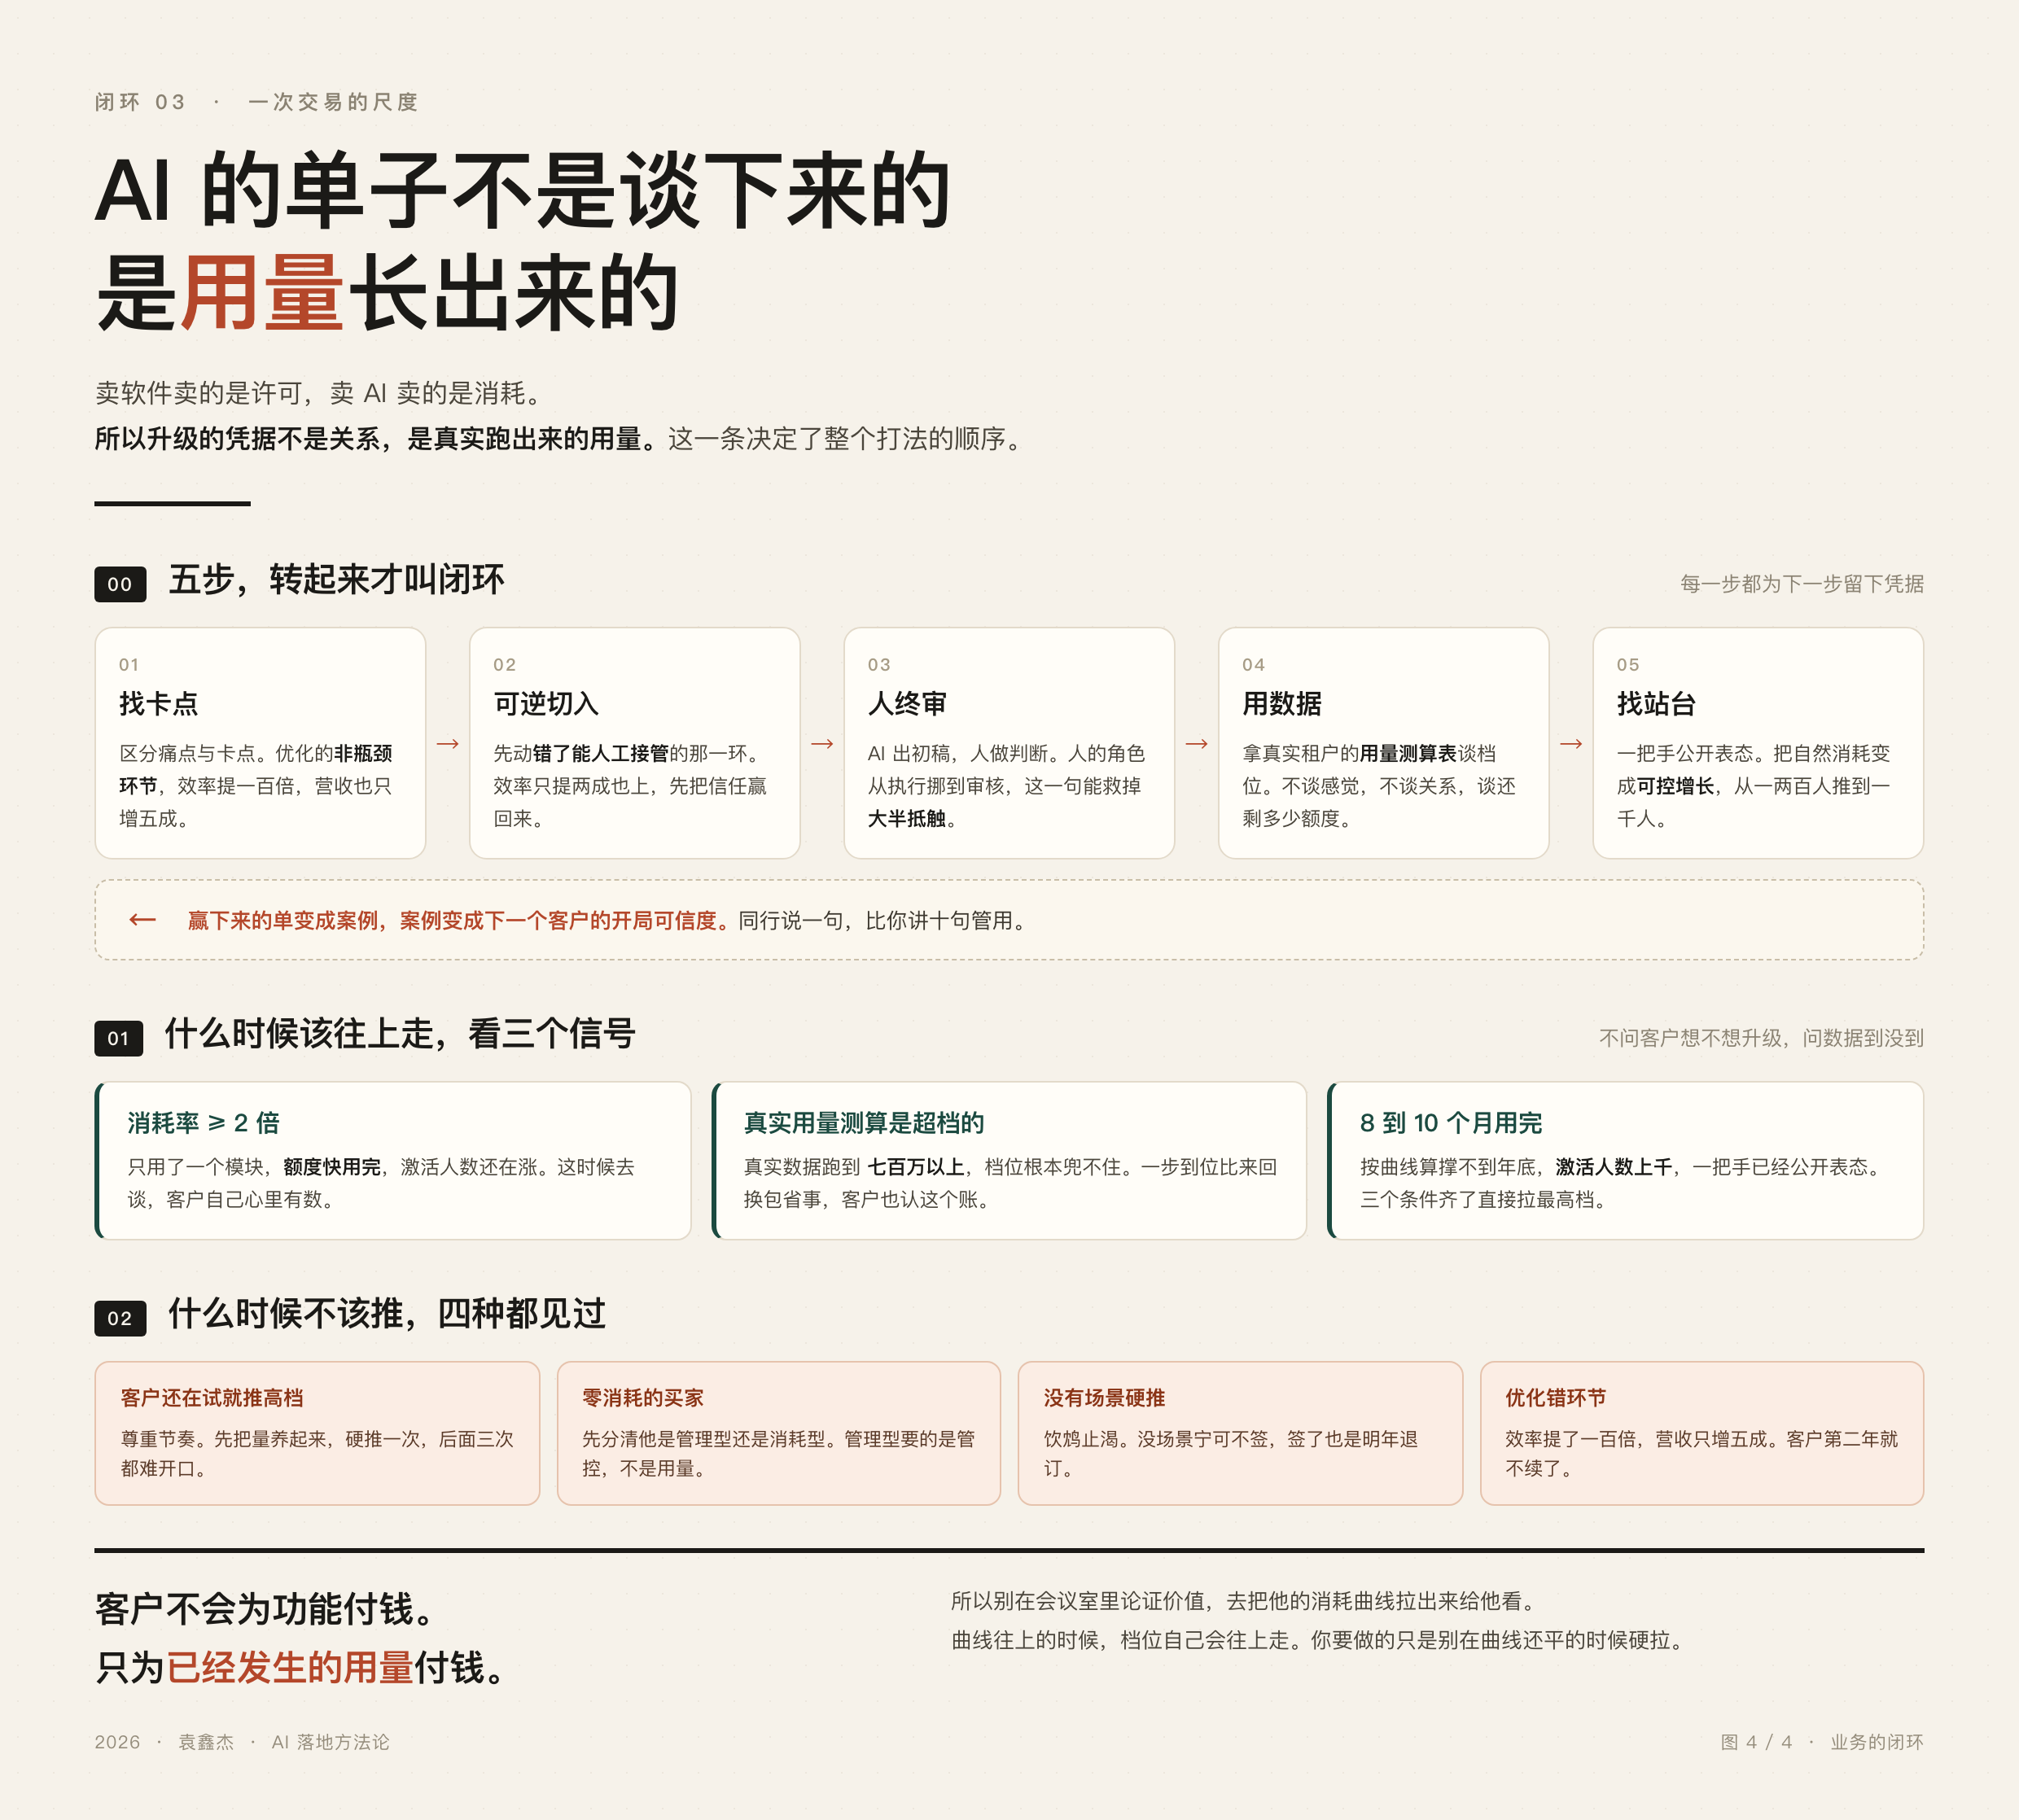 闭环 03 · 一次交易的尺度
AI 的单子不是谈下来的
是用量长出来的
卖软件卖的是许可，卖 AI 卖的是消耗。
所以升级的凭据不是关系，是真实跑出来的用量。这一条决定了整个打法的顺序。
00 五步，转起来才叫闭环
每一步都为下一步留下凭据
01
找卡点
区分痛点与卡点。优化的非瓶颈
环节，效率提一百倍，营收也只
增五成。
→
02
可逆切入
先动错了能人工接管的那一环。
效率只提两成也上，先把信任赢
回来。
→
03
人终审
AI 出初稿，人做判断。人的角色
从执行挪到审核，这一句能救掉
大半抵触。
→
04
用数据
拿真实租户的用量测算表谈档
位。不谈感觉，不谈关系，谈还
剩多少额度。
→
05
找站台
一把手公开表态。把自然消耗变
成可控增长，从一两百人推到一
千人。
← 赢下来的单变成案例，案例变成下一个客户的开局可信度。同行说一句，比你讲十句管用。
01 什么时候该往上走，看三个信号
不问客户想不想升级，问数据到没到
消耗率 ≥ 2 倍
只用了一个模块，额度快用完，激活人数还在涨。这时候去
谈，客户自己心里有数。
真实用量测算是超档的
真实数据跑到 七百万以上，档位根本兜不住。一步到位比来回
换包省事，客户也认这个账。
8 到 10 个月用完
按曲线算撑不到年底，激活人数上千，一把手已经公开表态。
三个条件齐了直接拉最高档。
02 什么时候不该推，四种都见过
客户还在试就推高档
尊重节奏。先把量养起来，硬推一次，后面三次
都难开口。
零消耗的买家
先分清他是管理型还是消耗型。管理型要的是管
控，不是用量。
没有场景硬推
饮鸩止渴。没场景宁可不签，签了也是明年退
订。
优化错环节
效率提了一百倍，营收只增五成。客户第二年就
不续了。
客户不会为功能付钱。
只为已经发生的用量付钱。
所以别在会议室里论证价值，去把他的消耗曲线拉出来给他看。
曲线往上的时候，档位自己会往上走。你要做的只是别在曲线还平的时候硬拉。
2026 · 袁鑫杰 · AI 落地方法论
图 4 / 4 · 业务的闭环